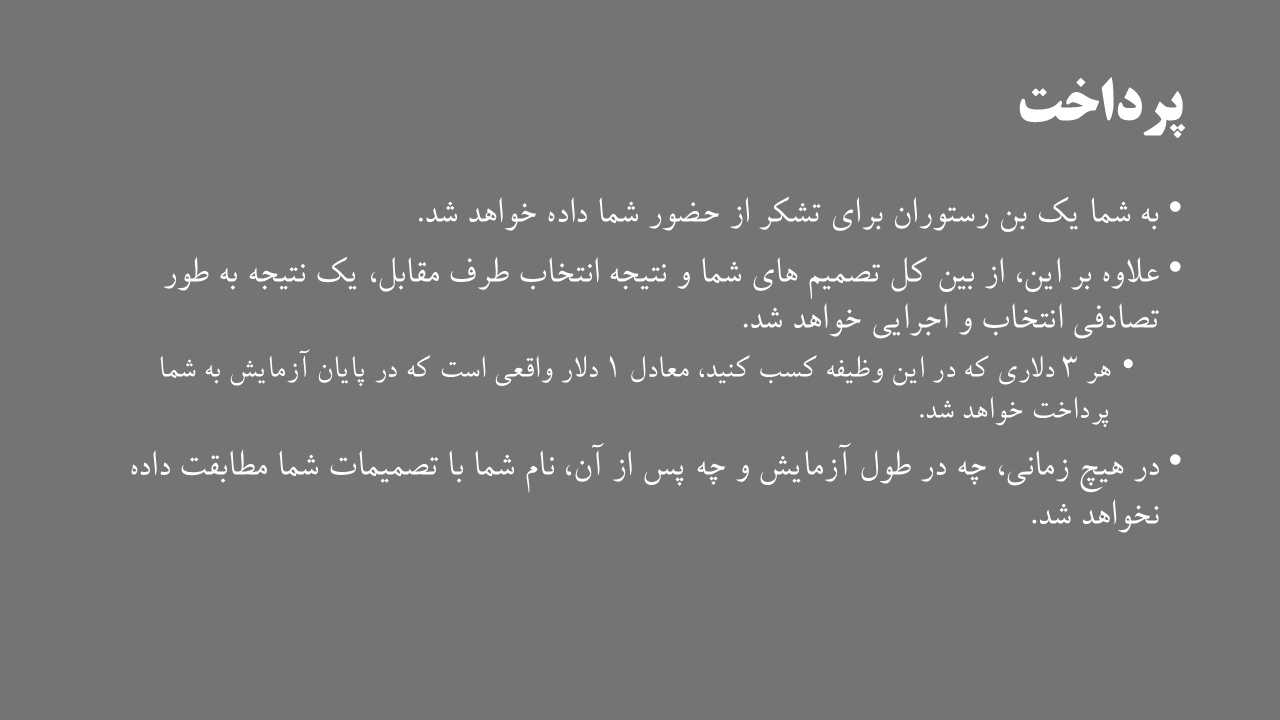 پرداخت
• به شما یک بن رستوران برای تشکر از حضور شما داده خواهد شد.
• علاوه بر این، از بین کل تصمیم های شما و نتیجه انتخاب طرف مقابل، یک نتیجه به طور
تصادفی انتخاب و اجرایی خواهد شد.
• هر ۳ دلاری که در این وظیفه کسب کنید، معادل ۱ دلار واقعی است که در پایان آزمایش به شما
پرداخت خواهد شد.
• در هیچ زمانی، چه در طول آزمایش و چه پس از آن، نام شما با تصمیمات شما مطابقت داده
نخواهد شد.